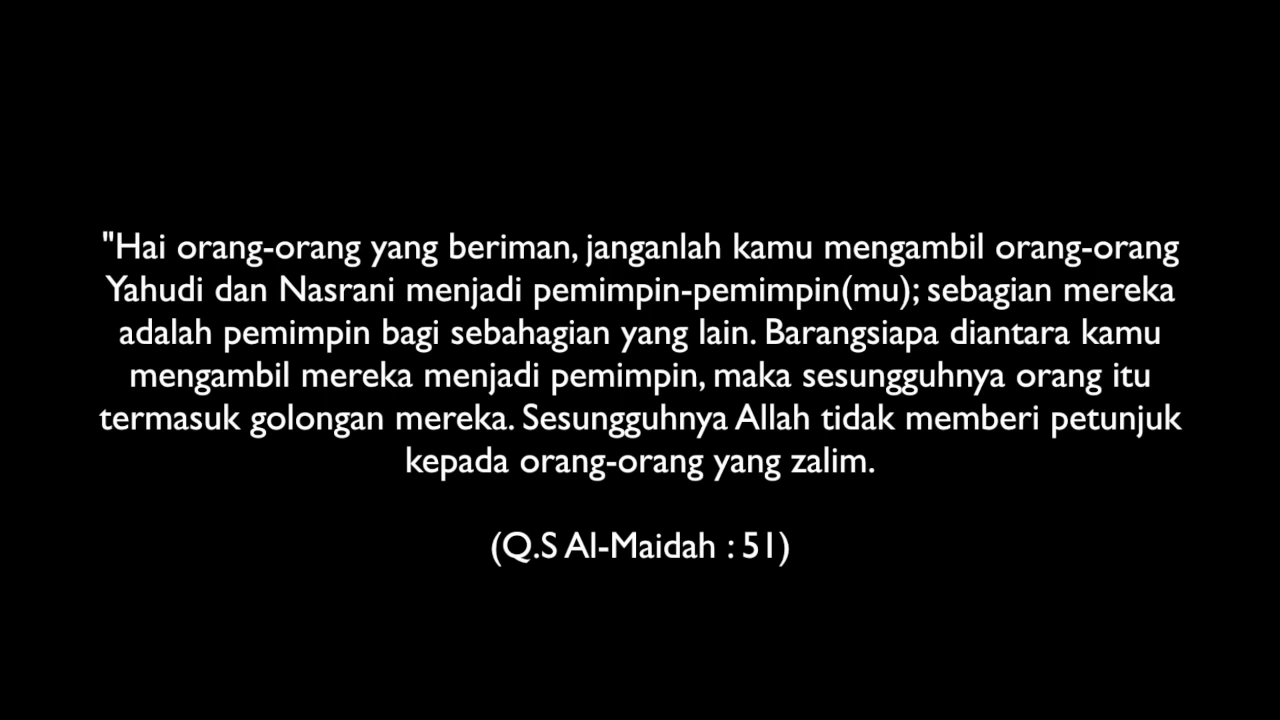 "Hai orang-orang yang beriman, janganlah kamu mengambil orang-orang
Yahudi dan Nasrani menjadi pemimpin-pemimpin(mu); sebagian mereka
adalah pemimpin bagi sebahagian yang lain. Barangsiapa diantara kamu
mengambil mereka menjadi pemimpin, maka sesungguhnya orang itu
termasuk golongan mereka. Sesungguhnya Allah tidak memberi petunjuk
kepada orang-orang yang zalim.
(Q.S Al-Maidah : 51)